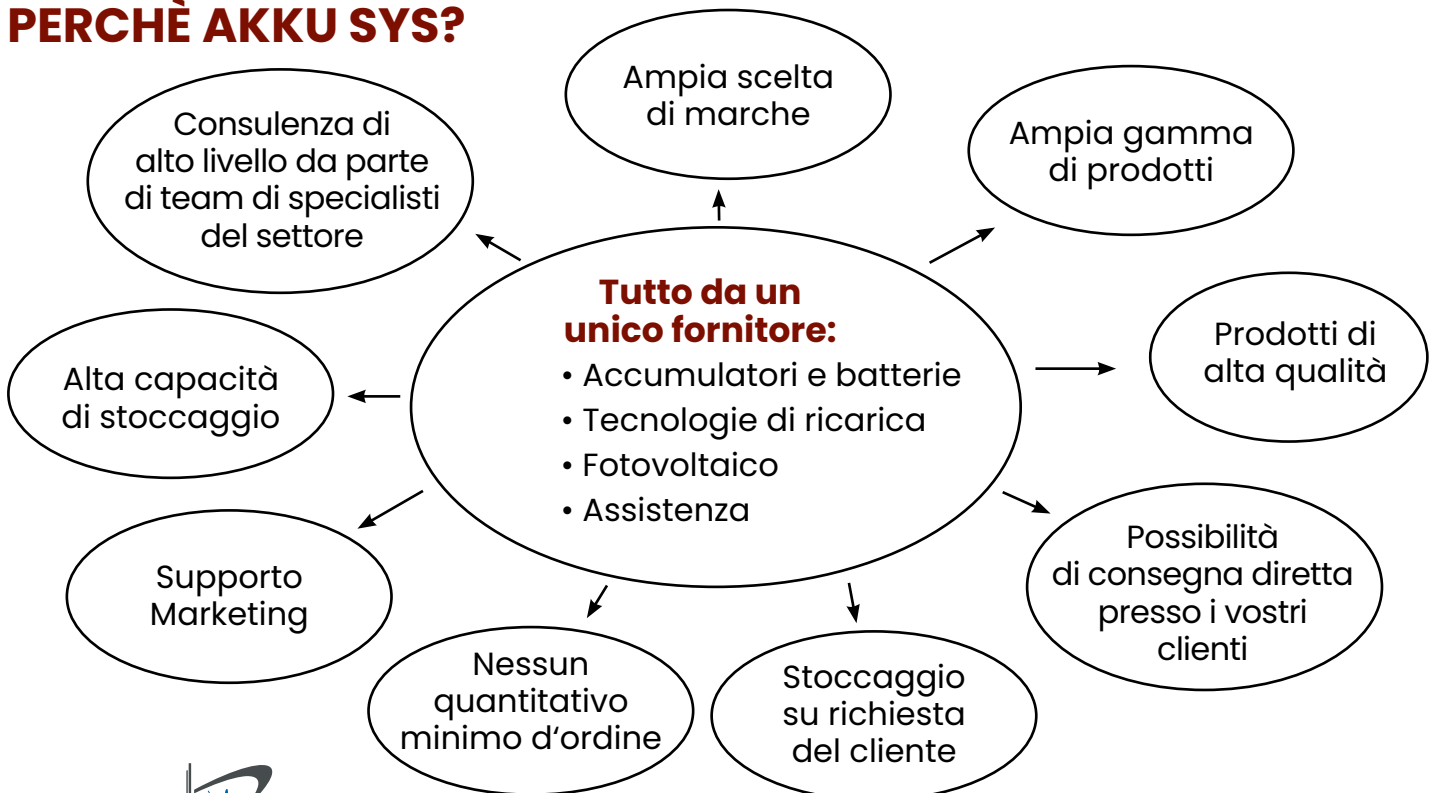 PERCHÈ AKKU SYS?
Ampia scelta
di marche
Consulenza di
alto livello da parte
di team di specialisti
del settore
Ampia gamma
di prodotti
Tutto da un
unico fornitore:
• Accumulatori e batterie
• Tecnologie di ricarica
• Fotovoltaico
• Assistenza
Prodotti di
alta qualità
Alta capacità
di stoccaggio
Possibilità
di consegna diretta
presso i vostri
clienti
Supporto
Marketing
Nessun
quantitativo
minimo d‘ordine
Stoccaggio
su richiesta
del cliente